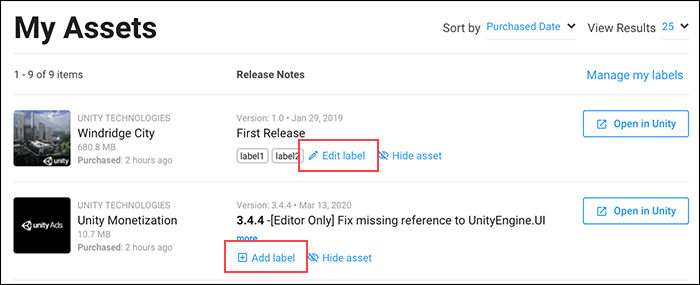 My Assets
Sort by Purchased Date
View Results 25
1 - 9 of 9 items
Release Notes
Manage my labels
unity
UNITY TECHNOLOGIES
Windridge City
680.8 MB
Purchased: 2 hours ago
Version: 1.0 • Jan 29, 2019
First Release
label1 label2 Edit label Hide asset
Open in Unity
unity Ads
UNITY TECHNOLOGIES
Unity Monetization
10.7 MB
Purchased: 2 hours ago
Version: 3.4.4 • Mar 13, 2020
3.4.4 -[Editor Only] Fix missing reference to UnityEngine.UI
more
Add label Hide asset
Open in Unity